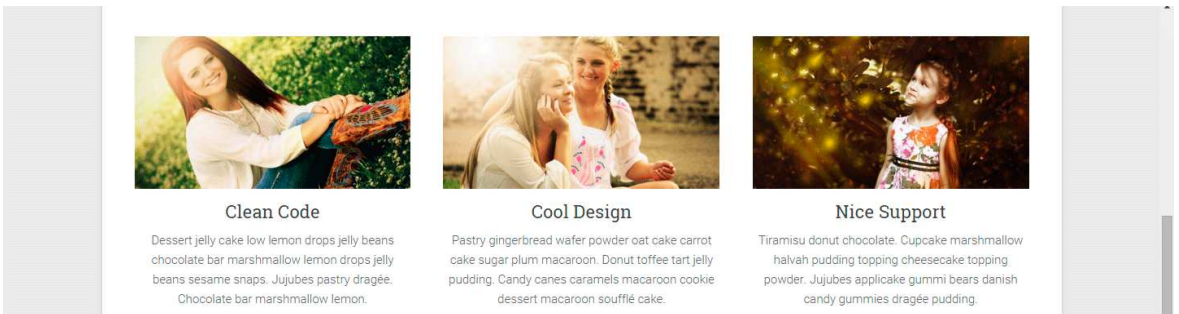 Clean Code
Dessert jelly cake low lemon drops jelly beans
chocolate bar marshmallow lemon drops jelly
beans sesame snaps. Jujubes pastry dragée.
Chocolate bar marshmallow lemon.
Cool Design
Pastry gingerbread wafer powder oat cake carrot
cake sugar plum macaroon. Donut toffee tart jelly
pudding. Candy canes caramels macaroon cookie
dessert macaroon soufflé cake.
Nice Support
Tiramisu donut chocolate. Cupcake marshmallow
halvah pudding topping cheesecake topping
powder. Jujubes applicake gummi bears danish
candy gummies dragée pudding.